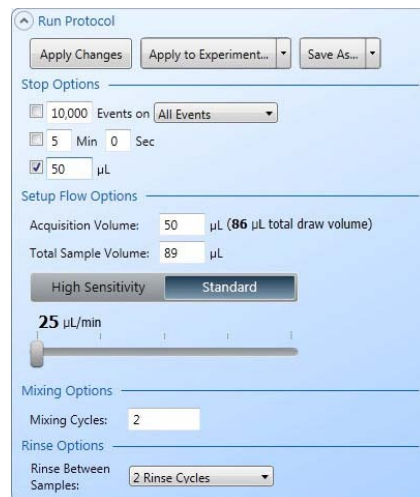 Run Protocol
Apply Changes Apply to Experiment... Save As...
Stop Options
10,000 Events on All Events
5 Min 0 Sec
50 µL
Setup Flow Options
Acquisition Volume: 50 µL (86 µL total draw volume)
Total Sample Volume: 89 µL
High Sensitivity Standard
25 µL/min
Mixing Options
Mixing Cycles: 2
Rinse Options
Rinse Between
Samples: 2 Rinse Cycles